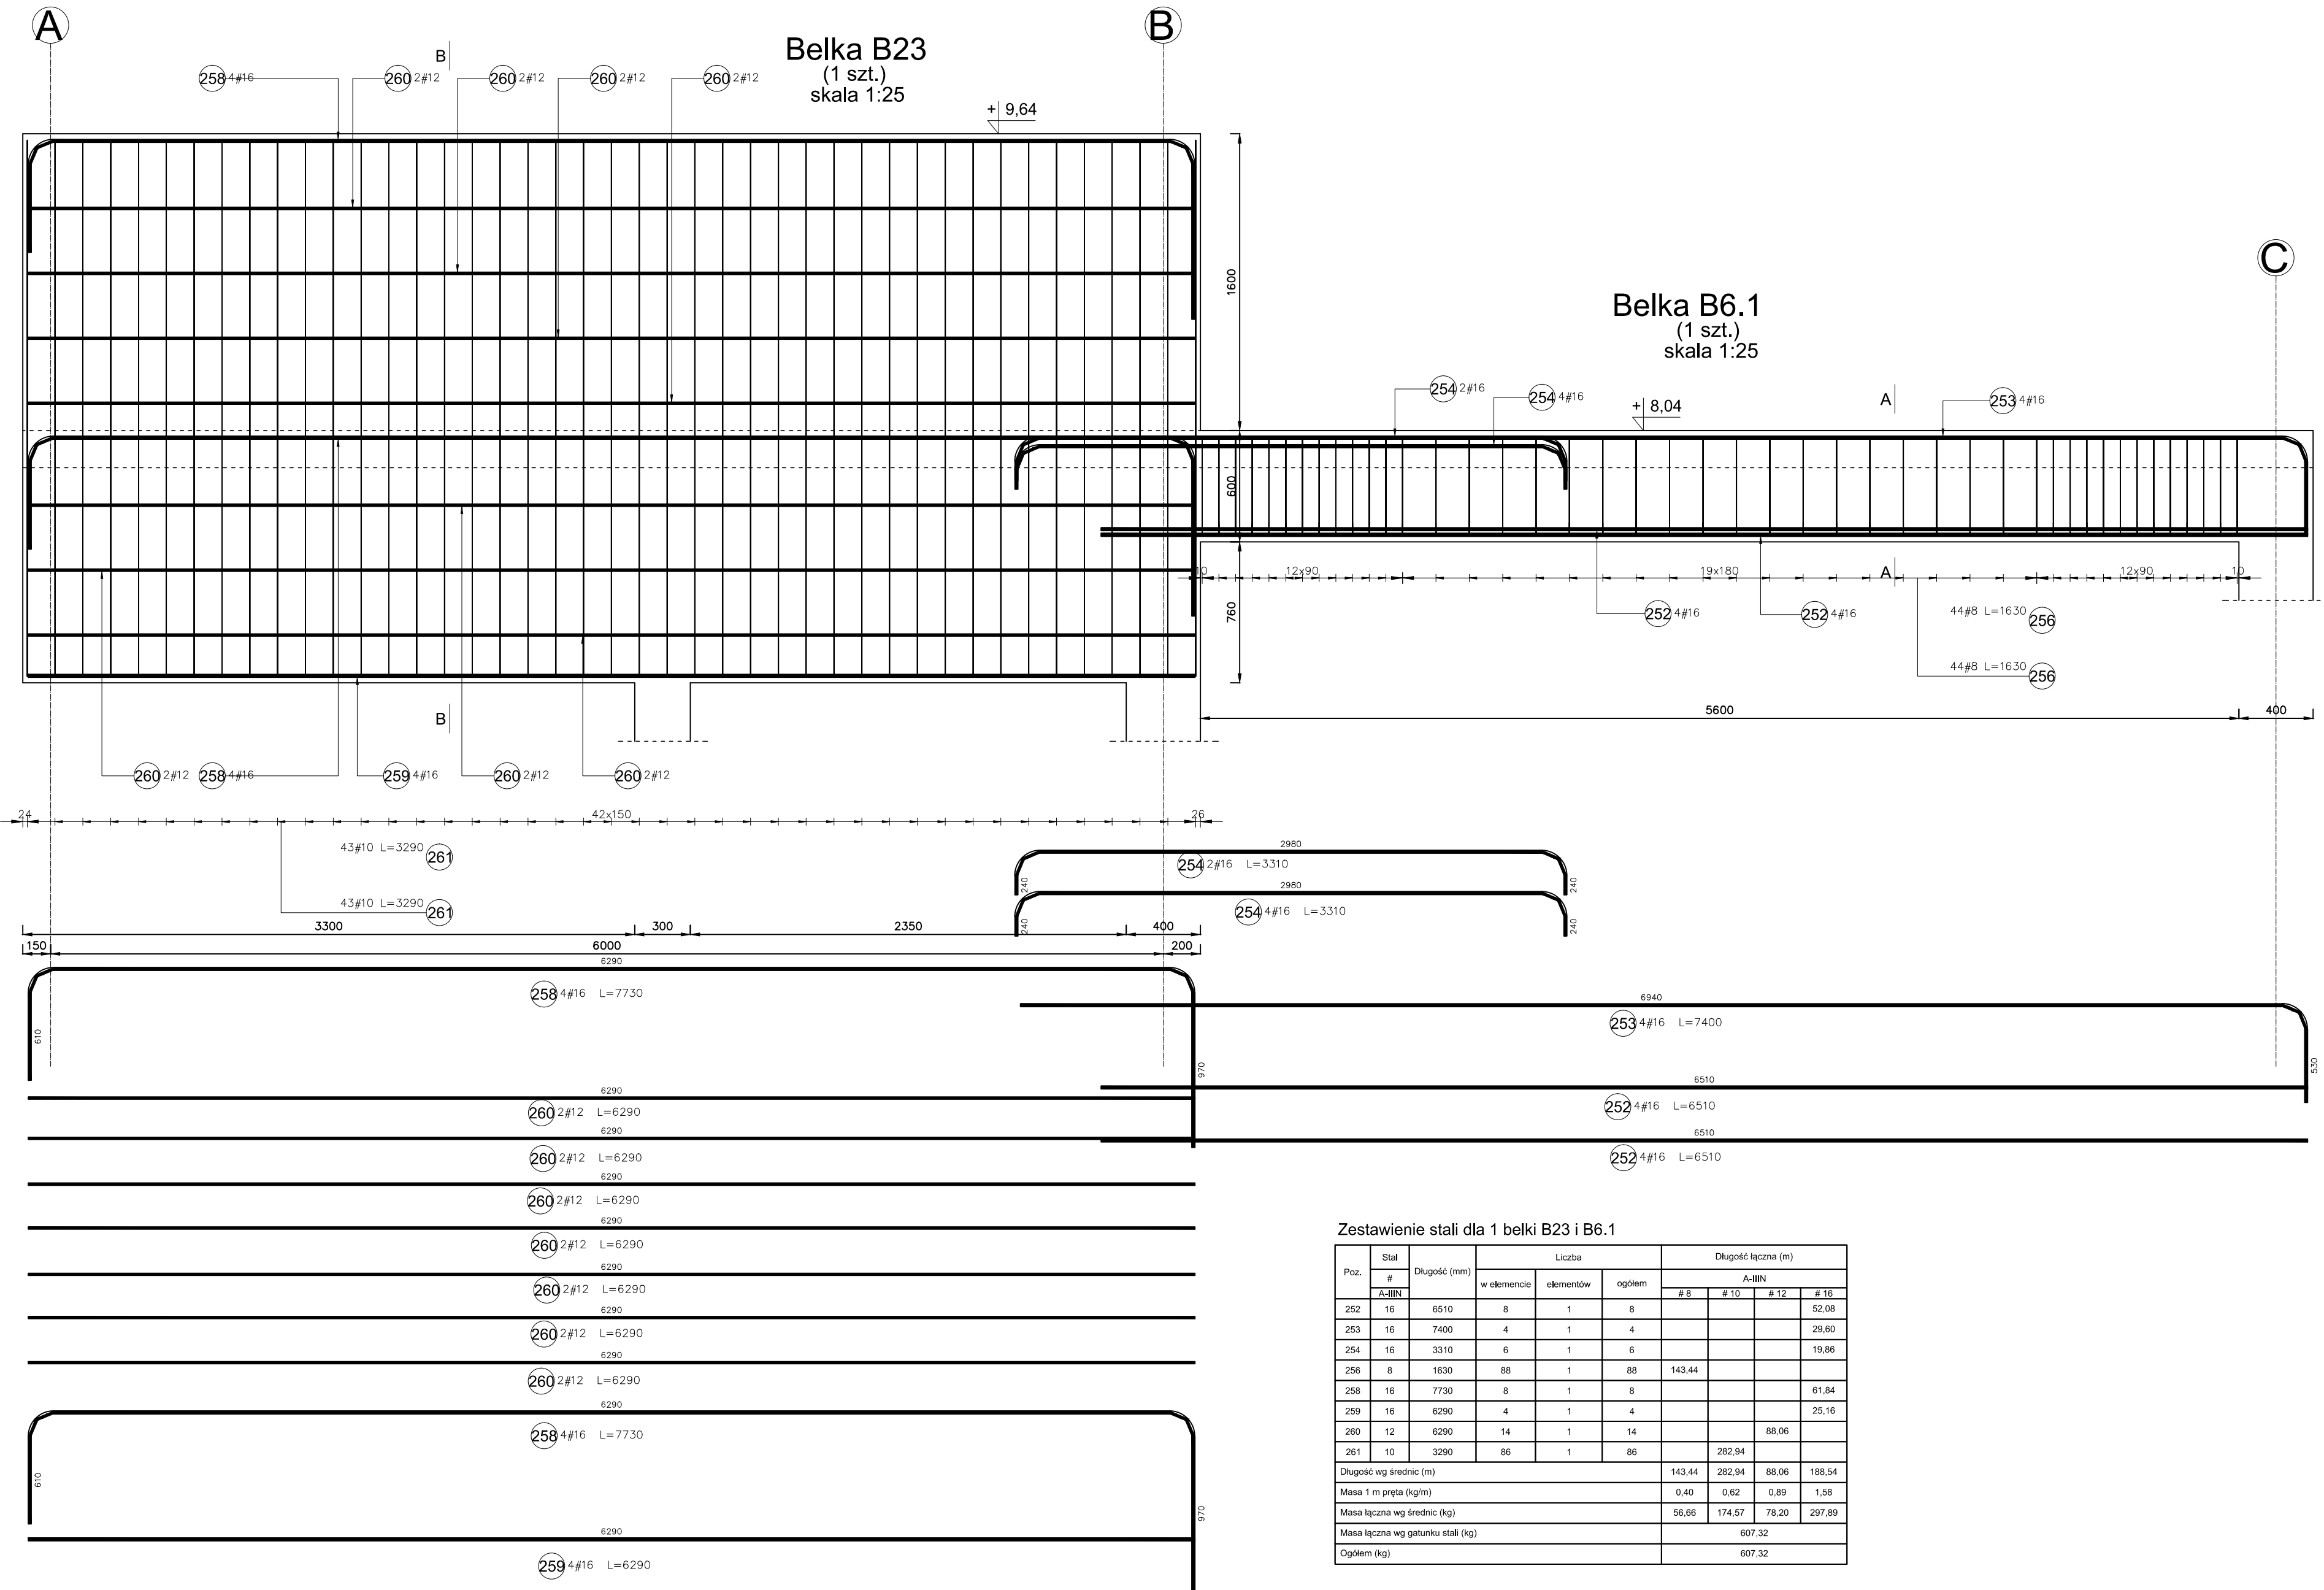 A
B
Belka B23
(1 szt.)
skala 1:25
B
258 4#16
260 2#12
260 2#12
260 2#12
260 2#12
+ 9,64
1600
C
Belka B6.1
(1 szt.)
skala 1:25
254 2#16
254 4#16
+ 8,04
A
253 4#16
600
10
12x90
19x180
A
12x90
10
760
252 4#16
252 4#16
44#8 L=1630 256
44#8 L=1630 256
B
5600
400
260 2#12
258 4#16
259 4#16
260 2#12
260 2#12
24
42x150
26
43#10 L=3290 261
43#10 L=3290 261
2980
254 2#16 L=3310
240
240
2980
254 4#16 L=3310
240
240
3300
300
2350
400
150
6000
200
6290
258 4#16 L=7730
610
970
6940
253 4#16 L=7400
530
6510
252 4#16 L=6510
6510
252 4#16 L=6510
6290
260 2#12 L=6290
6290
260 2#12 L=6290
6290
260 2#12 L=6290
6290
260 2#12 L=6290
6290
260 2#12 L=6290
6290
260 2#12 L=6290
6290
260 2#12 L=6290
6290
258 4#16 L=7730
610
970
6290
259 4#16 L=6290
Zestawienie stali dla 1 belki B23 i B6.1
Poz. Stal Długość (mm) Liczba Długość łączna (m)
# w elemencie elementów ogółem A-IIIN
A-IIIN # 8 # 10 # 12 # 16
252 16 6510 8 1 8 52,08
253 16 7400 4 1 4 29,60
254 16 3310 6 1 6 19,86
256 8 1630 88 1 88 143,44
258 16 7730 8 1 8 61,84
259 16 6290 4 1 4 25,16
260 12 6290 14 1 14 88,06
261 10 3290 86 1 86 282,94
Długość wg średnic (m) 143,44 282,94 88,06 188,54
Masa 1 m pręta (kg/m) 0,40 0,62 0,89 1,58
Masa łączna wg średnic (kg) 56,66 174,57 78,20 297,89
Masa łączna wg gatunku stali (kg) 607,32
Ogółem (kg) 607,32